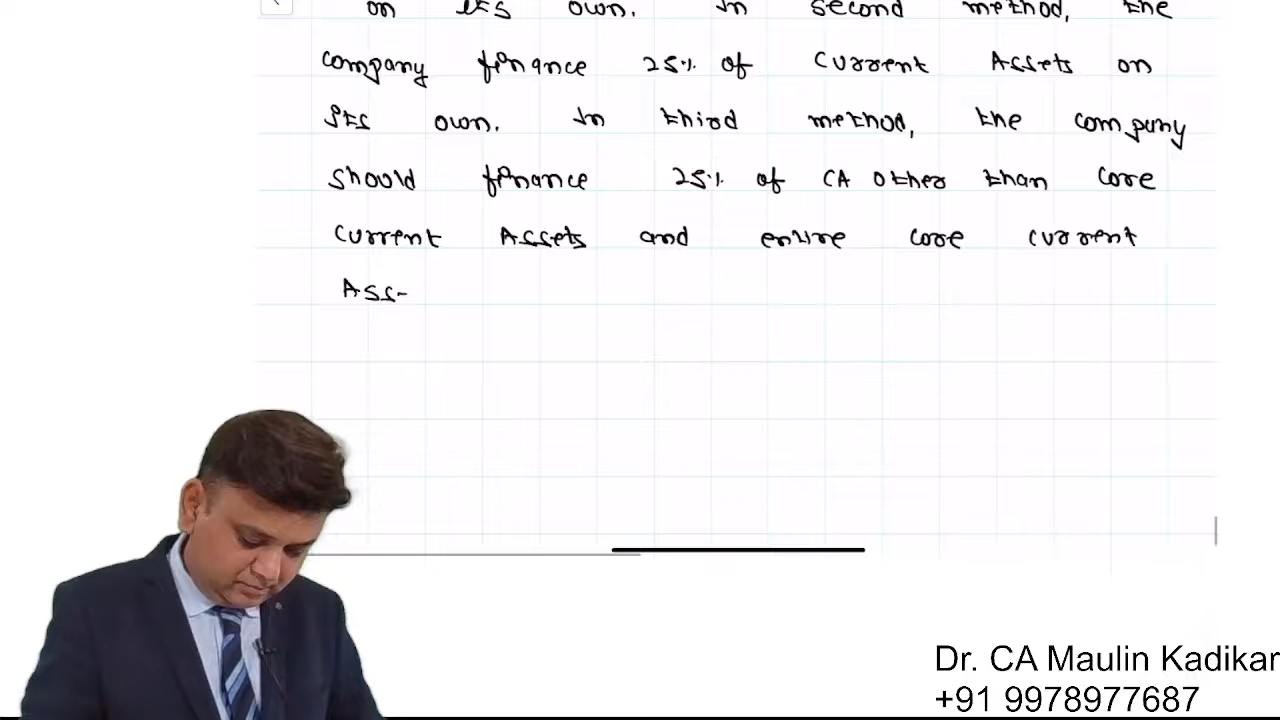 on its own. In second method, the
company finance 25% of Current Assets on
its own. In third method, the company
should finance 25% of CA other than core
current Assets and entire core current
Ass-
Dr. CA Maulin Kadikar
+91 9978977687